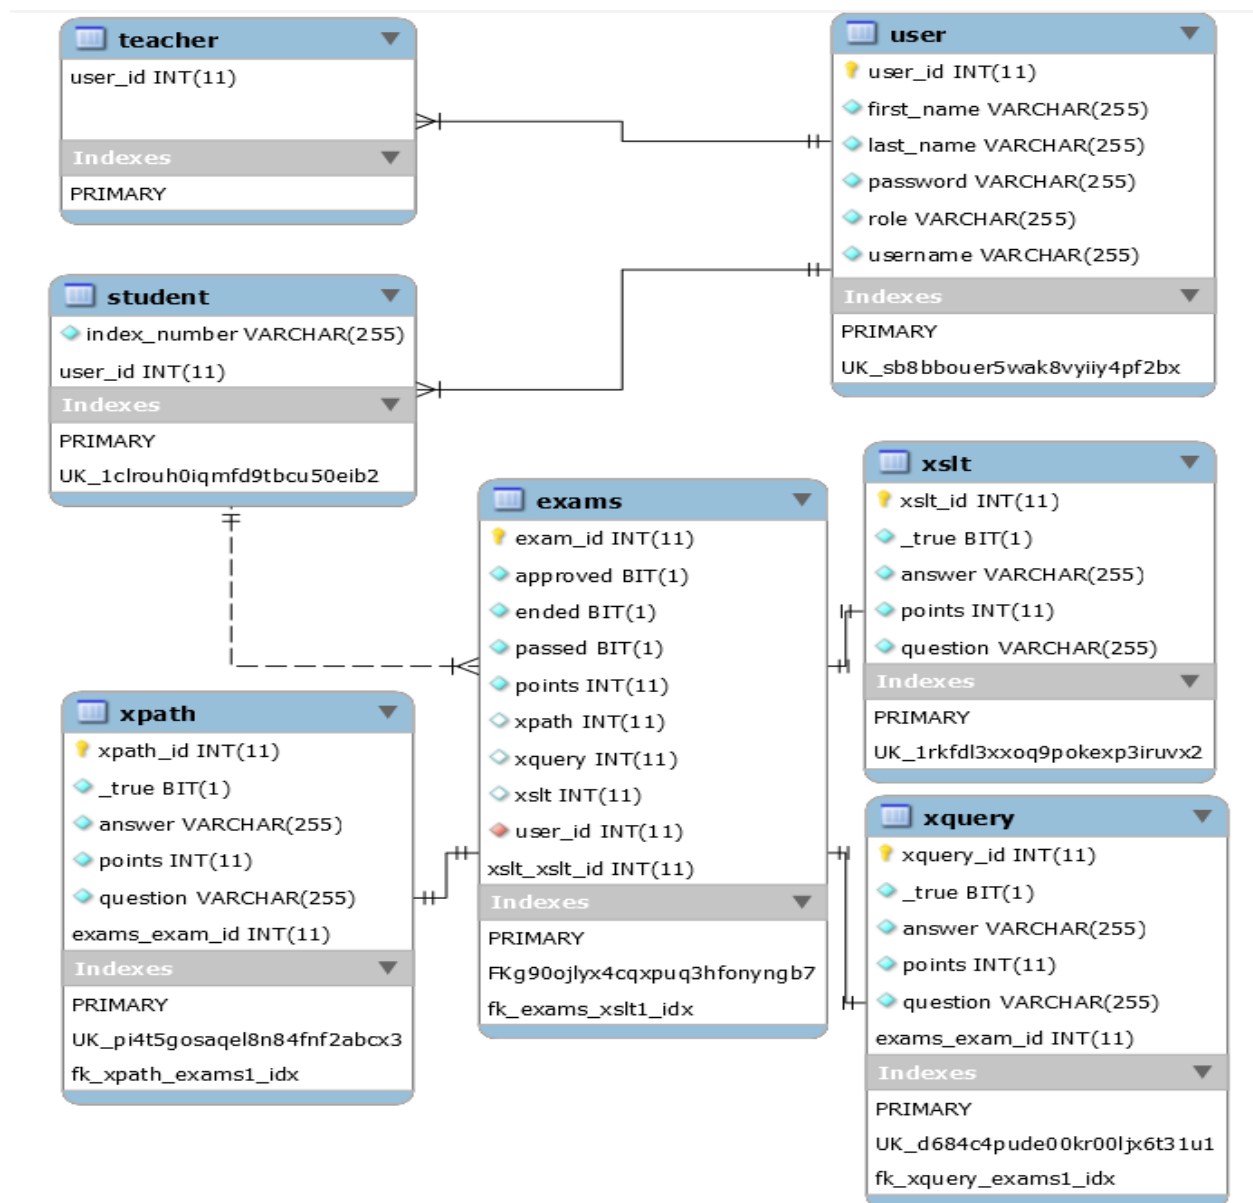 teacher
user_id INT(11)
Indexes
PRIMARY
user
user_id INT(11)
first_name VARCHAR(255)
last_name VARCHAR(255)
password VARCHAR(255)
role VARCHAR(255)
username VARCHAR(255)
Indexes
PRIMARY
UK_sb8bbouer5wak8vyiiy4pf2bx
student
index_number VARCHAR(255)
user_id INT(11)
Indexes
PRIMARY
UK_1clrouh0iqmfd9tbcu50eib2
exams
exam_id INT(11)
approved BIT(1)
ended BIT(1)
passed BIT(1)
points INT(11)
xpath INT(11)
xquery INT(11)
xslt INT(11)
user_id INT(11)
xslt_xslt_id INT(11)
Indexes
PRIMARY
FKg90ojlyx4cqxpuq3hfonyngb7
fk_exams_xslt1_idx
xslt
xslt_id INT(11)
_true BIT(1)
answer VARCHAR(255)
points INT(11)
question VARCHAR(255)
Indexes
PRIMARY
UK_1rkfdl3xxoq9pokexp3iruvx2
xpath
xpath_id INT(11)
_true BIT(1)
answer VARCHAR(255)
points INT(11)
question VARCHAR(255)
exams_exam_id INT(11)
Indexes
PRIMARY
UK_pi4t5gosaqel8n84fnf2abcx3
fk_xpath_exams1_idx
xquery
xquery_id INT(11)
_true BIT(1)
answer VARCHAR(255)
points INT(11)
question VARCHAR(255)
exams_exam_id INT(11)
Indexes
PRIMARY
UK_d684c4pude00kr00ljx6t31u1
fk_xquery_exams1_idx